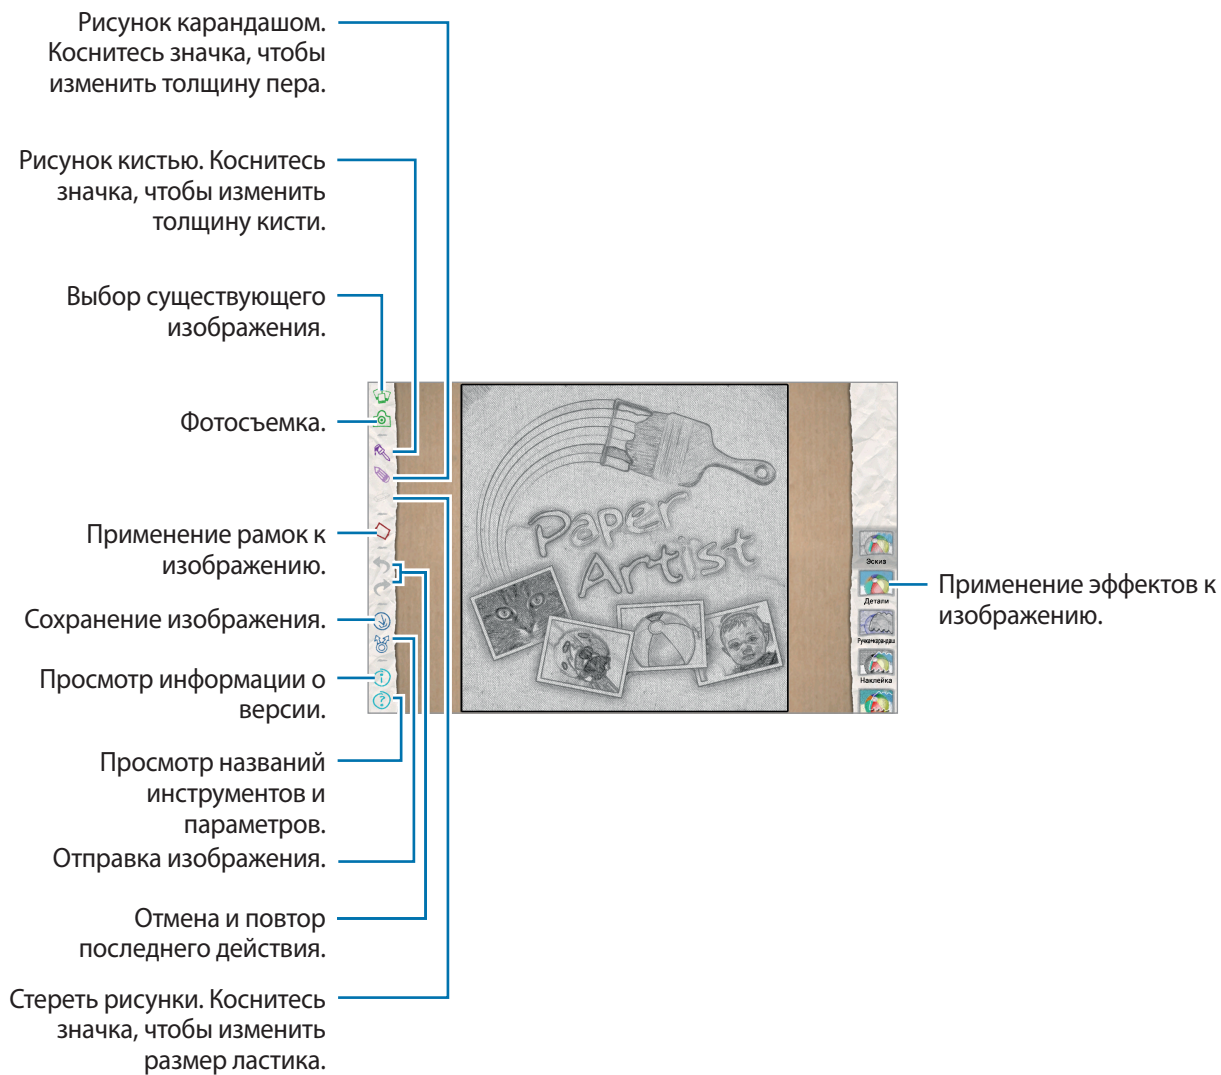 Рисунок карандашом.
Коснитесь значка, чтобы
изменить толщину пера.
Рисунок кистью. Коснитесь
значка, чтобы изменить
толщину кисти.
Выбор существующего
изображения.
Фотосъемка.
Применение рамок к
изображению.
Сохранение изображения.
Просмотр информации о
версии.
Просмотр названий
инструментов и
параметров.
Отправка изображения.
Отмена и повтор
последнего действия.
Стереть рисунки. Коснитесь
значка, чтобы изменить
размер ластика.
Paper
Artist
Эскиз
Детали
Ручка+каранда
Наклейка
Применение эффектов к
изображению.